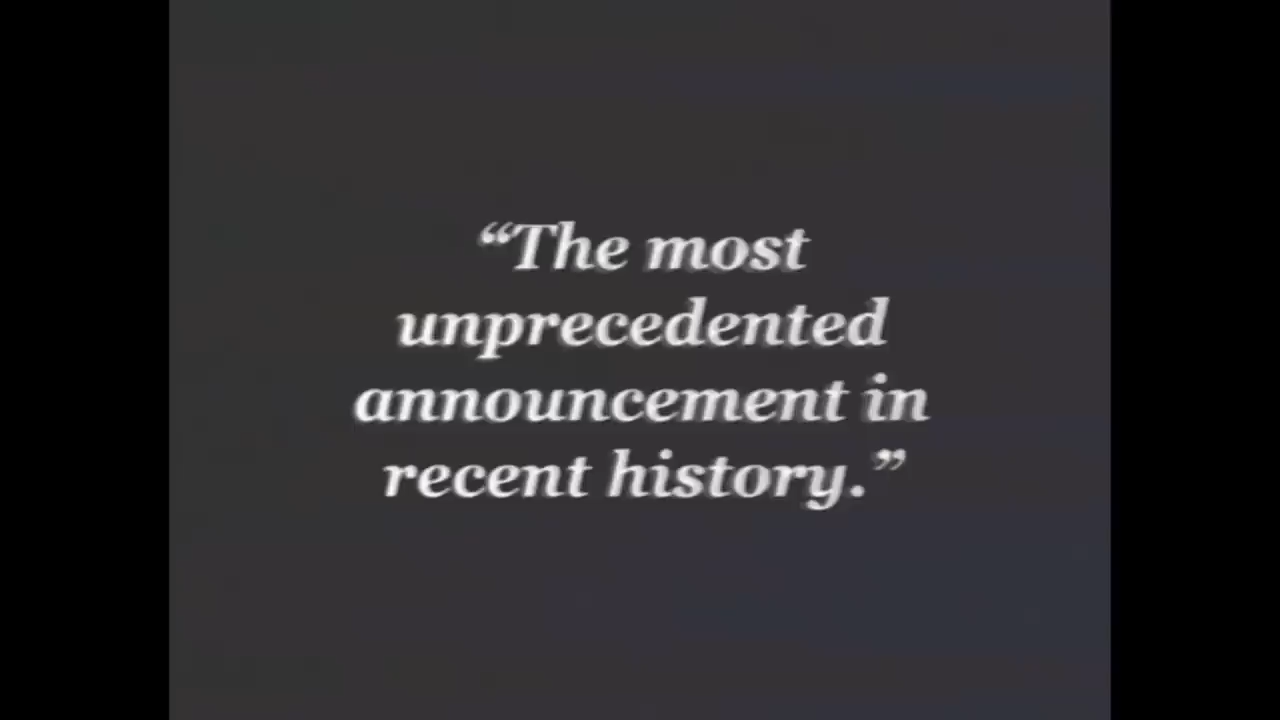 “The most
unprecedented
announcement in
recent history.”